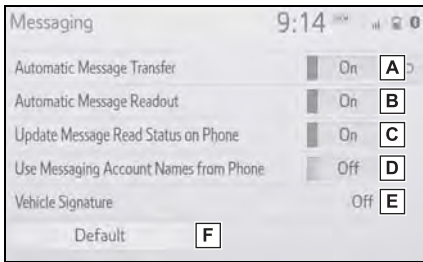 Messaging 9:14
Automatic Message Transfer On A
Automatic Message Readout On B
Update Message Read Status on Phone On C
Use Messaging Account Names from Phone Off D
Vehicle Signature Off E
Default F